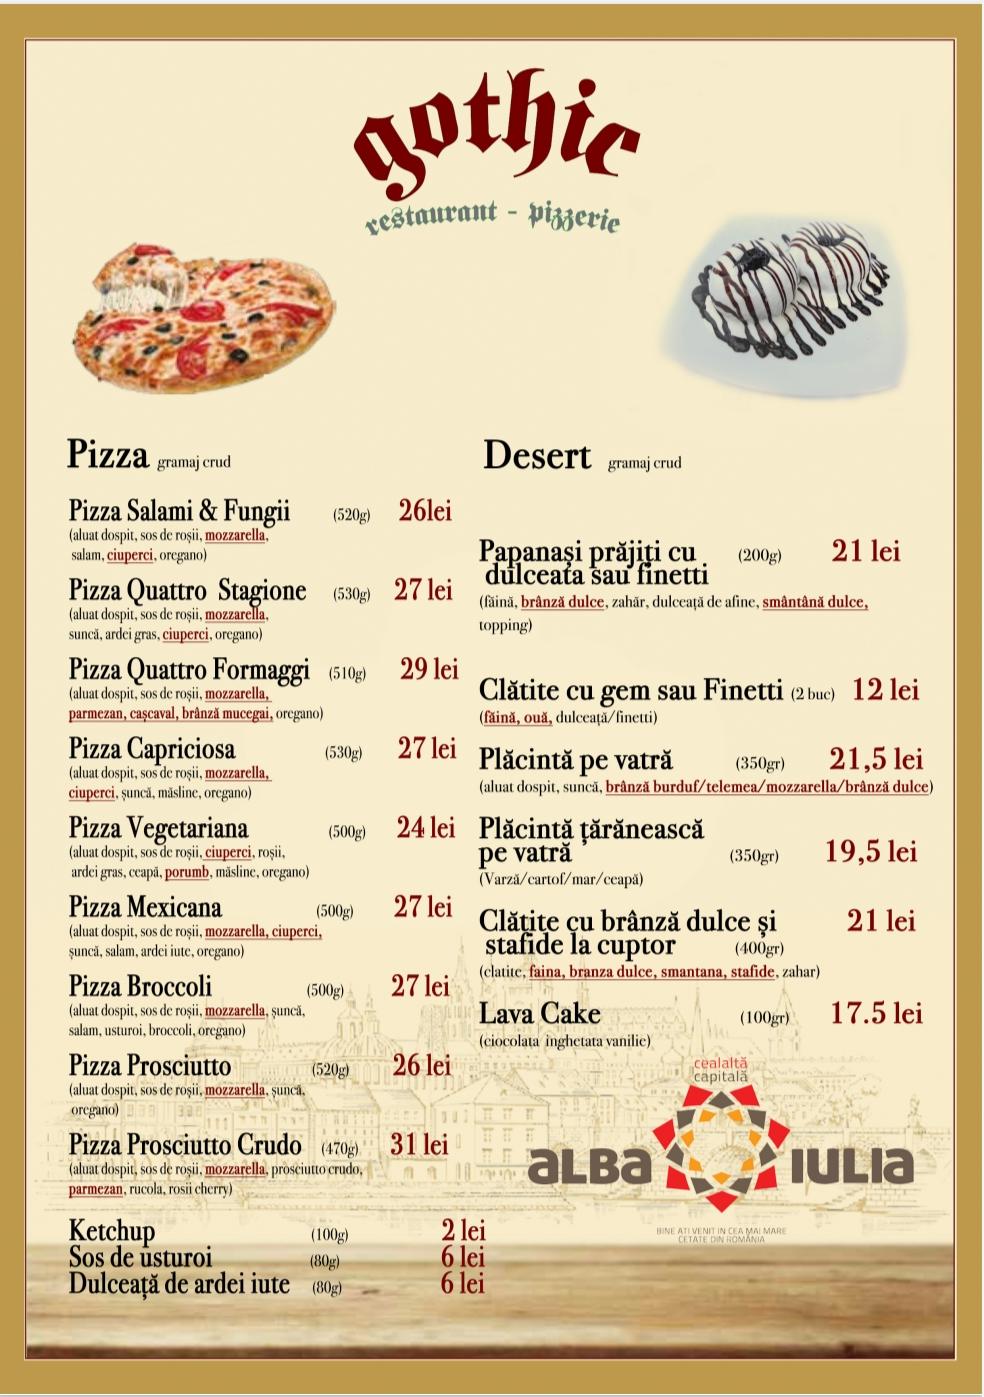 gothic
restaurant - pizzerie
Pizza gramaj crud
Pizza Salami & Fungii (520g) 26lei
(aluat dospit, sos de roșii, mozzarella,
salam, ciuperci, oregano)
Pizza Quattro Stagione (530g) 27 lei
(aluat dospit, sos de roșii, mozzarella,
suncă, ardei gras, ciuperci, oregano)
Pizza Quattro Formaggi (510g) 29 lei
(aluat dospit, sos de roșii, mozzarella,
parmezan, cașcaval, brânză mucegai, oregano)
Pizza Capriciosa (530g) 27 lei
(aluat dospit, sos de roșii, mozzarella,
ciuperci, șuncă, măsline, oregano)
Pizza Vegetariana (500g) 24 lei
(aluat dospit, sos de roșii, ciuperci, roșii,
ardei gras, ceapă, porumb, măsline, oregano)
Pizza Mexicana (500g) 27 lei
(aluat dospit, sos de roșii, mozzarella, ciuperci,
șuncă, salam, ardei iute, oregano)
Pizza Broccoli (500g) 27 lei
(aluat dospit, sos de roșii, mozzarella, șuncă,
salam, usturoi, broccoli, oregano)
Pizza Prosciutto (520g) 26 lei
(aluat dospit, sos de roșii, mozzarella, șuncă,
oregano)
Pizza Prosciutto Crudo (470g) 31 lei
(aluat dospit, sos de roșii, mozzarella, prosciutto crudo,
parmezan, rucola, rosii cherry)
Ketchup (100g) 2 lei
Sos de usturoi (80g) 6 lei
Dulceață de ardei iute (80g) 6 lei
Desert gramaj crud
Papanași prăjiți cu (200g) 21 lei
dulceata sau finetti
(făină, brânză dulce, zahăr, dulceață de afine, smântână dulce,
topping)
Clătite cu gem sau Finetti (2 buc) 12 lei
(făină, ouă, dulceață/finetti)
Plăcintă pe vatră (350gr) 21,5 lei
(aluat dospit, suncă, brânză burduf/telemea/mozzarella/brânză dulce)
Plăcintă țărănească
pe vatră (350gr) 19,5 lei
(Varză/cartof/mar/ceapă)
Clătite cu brânză dulce și 21 lei
stafide la cuptor (400gr)
(clatite, faina, branza dulce, smantana, stafide, zahar)
Lava Cake (100gr) 17.5 lei
(ciocolata inghetata vanilie)
cealaltă
capitală
ALBA IULIA
BINE ATI VENIT IN CEA MAI MARE
CETATE DIN ROMÂNIA